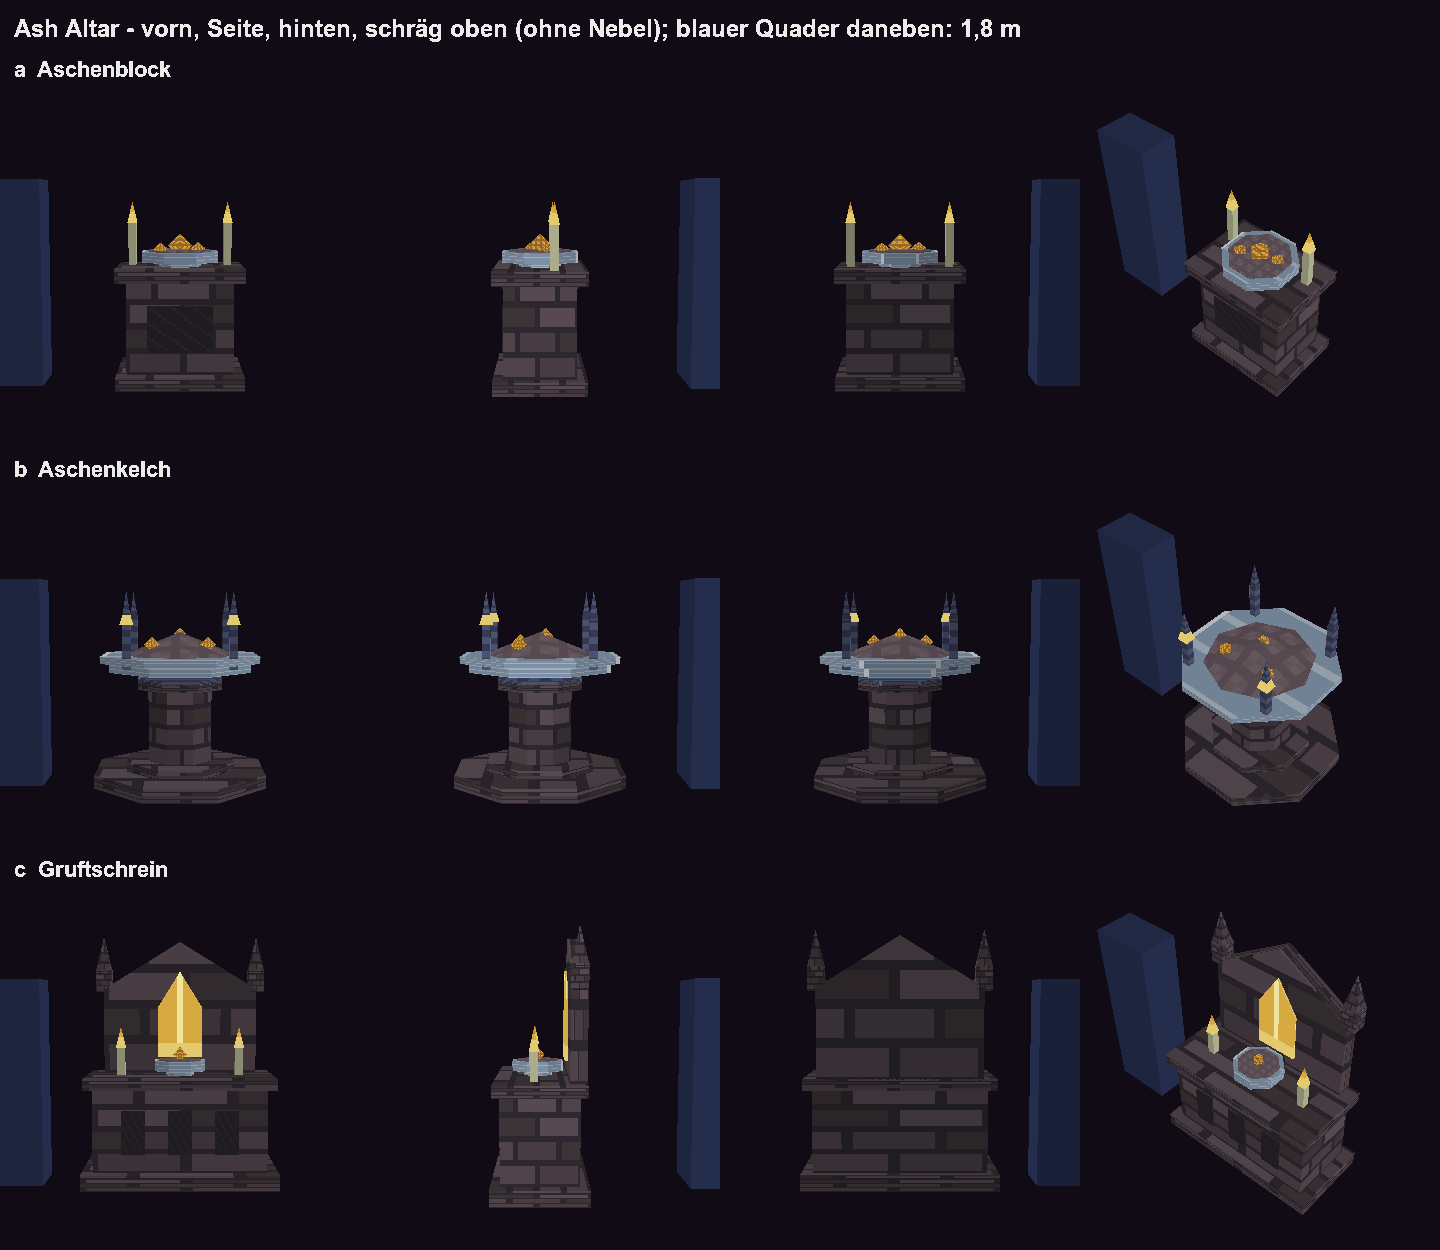 Ash Altar - vorn, Seite, hinten, schräg oben (ohne Nebel); blauer Quader daneben: 1,8 m
a Aschenblock
b Aschenkelch
c Gruftschrein